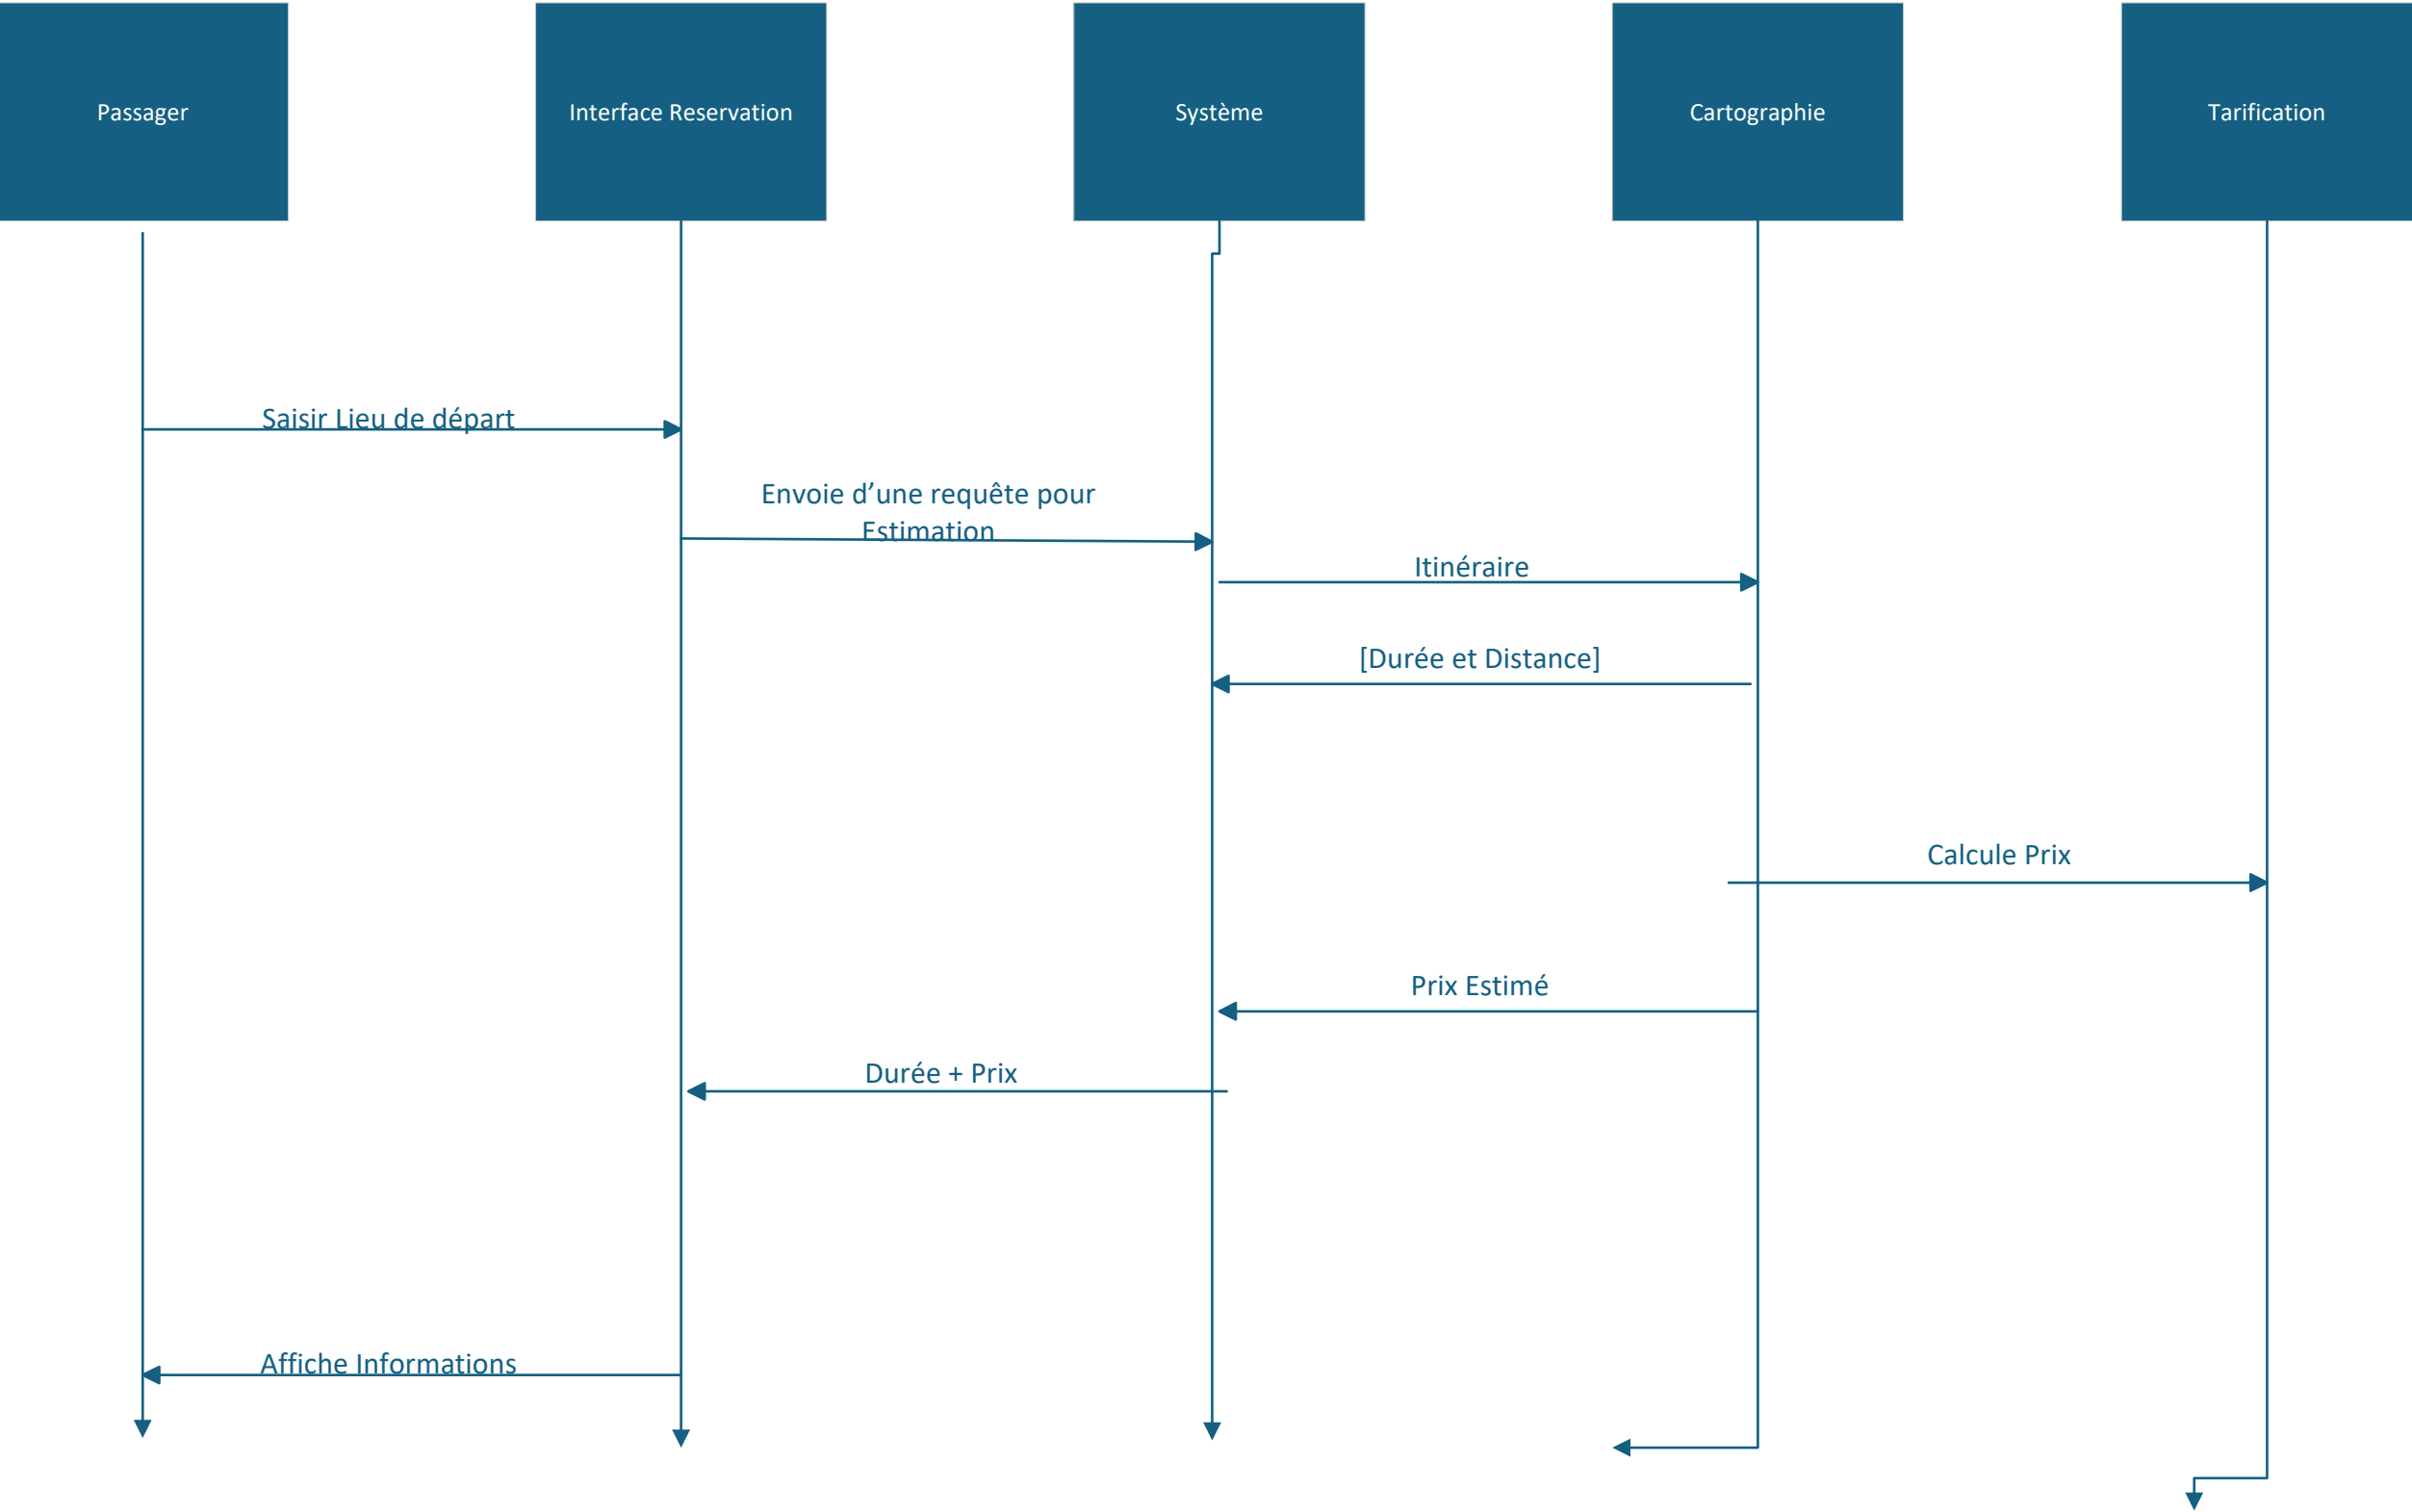 Passager
Interface Reservation
Système
Cartographie
Tarification
Saisir Lieu de départ
Envoie d’une requête pour
Estimation
Itinéraire
[Durée et Distance]
Calcule Prix
Prix Estimé
Durée + Prix
Affiche Informations